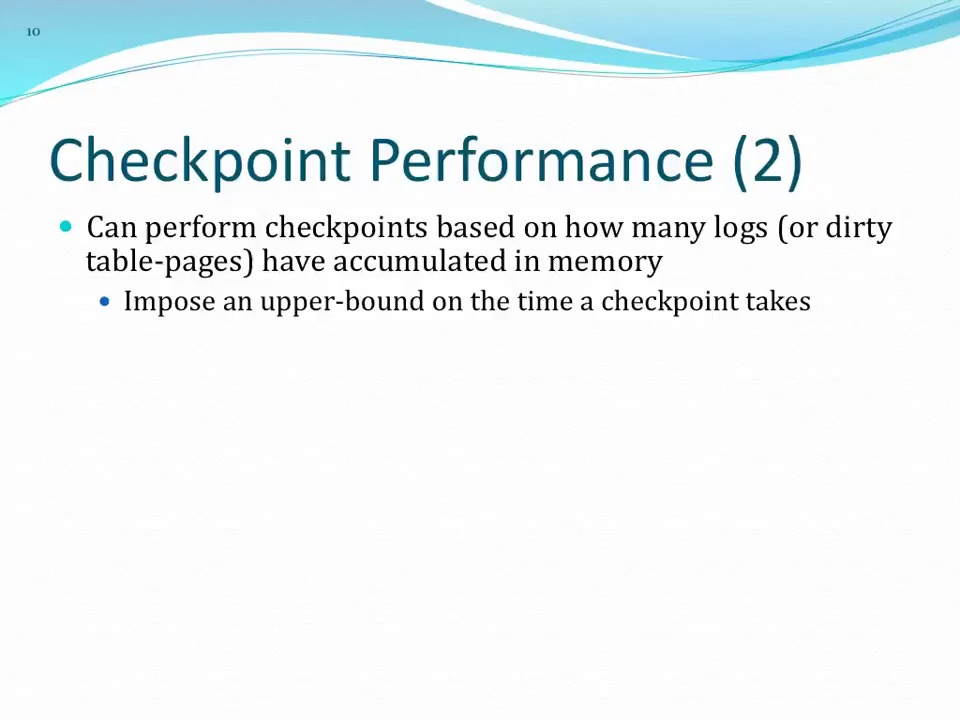 10
Checkpoint Performance (2)
Can perform checkpoints based on how many logs (or dirty
table-pages) have accumulated in memory
Impose an upper-bound on the time a checkpoint takes